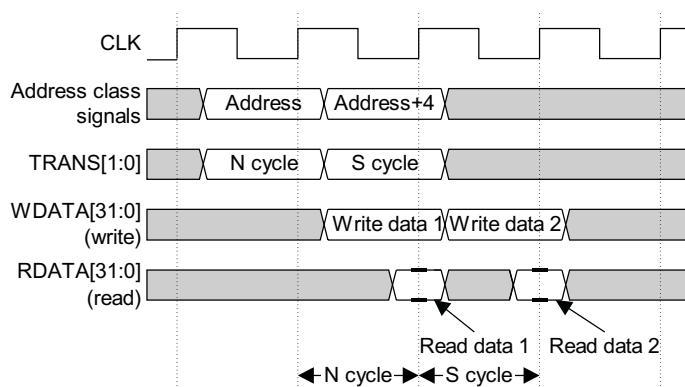 CLK
Address class
signals
Address
Address+4
TRANS[1:0]
N cycle
S cycle
WDATA[31:0]
(write)
Write data 1
Write data 2
RDATA[31:0]
(read)
Read data 1
Read data 2
N cycle
S cycle